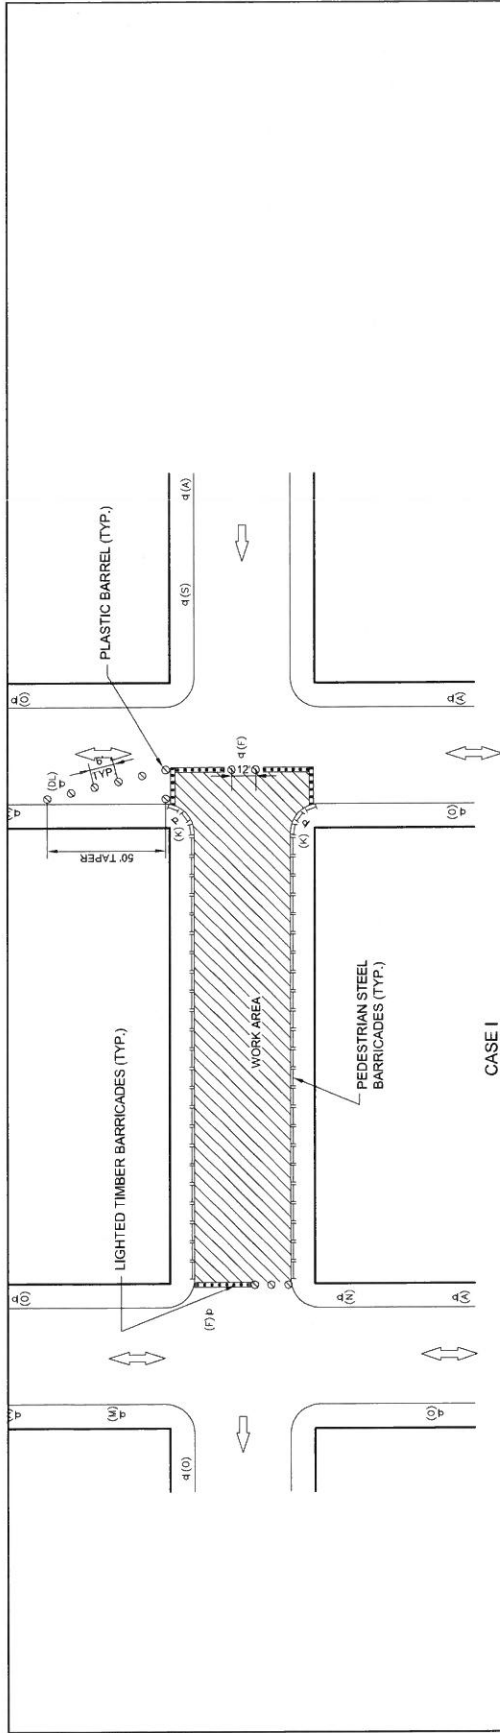 (O)
(O)
(DL)
50' TAPER
TYP.
(M)
LIGHTED TIMBER BARRICADES (TYP.)
PLASTIC BARREL (TYP.)
(O)
(K)
(S)
(A)
(F)
(F)
12'
WORK AREA
(K)
(N)
PEDESTRIAN STEEL
BARRICADES (TYP.)
(O)
(A)
(O)
(A)
CASE I